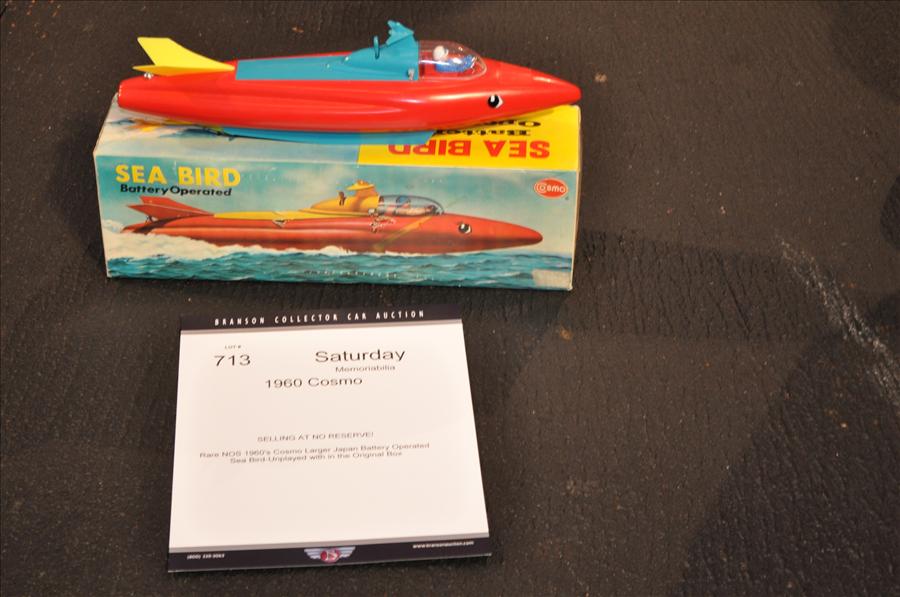 SEA BIRD
Battery
SEA BIRD
Battery Operated
Cosmo
BRANSON COLLECTOR CAR AUCTION
LOT #
713
Saturday
Memorabilia
1960 Cosmo
SELLING AT NO RESERVE!
Rare NOS 1960's Cosmo Larger Japan Battery Operated
Sea Bird-Unplayed with in the Original Box
www.bransonauction.com